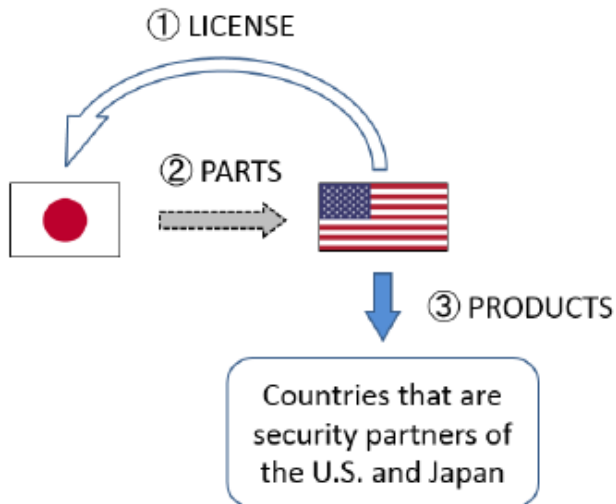 ① LICENSE
② PARTS
③ PRODUCTS
Countries that are
security partners of
the U.S. and Japan